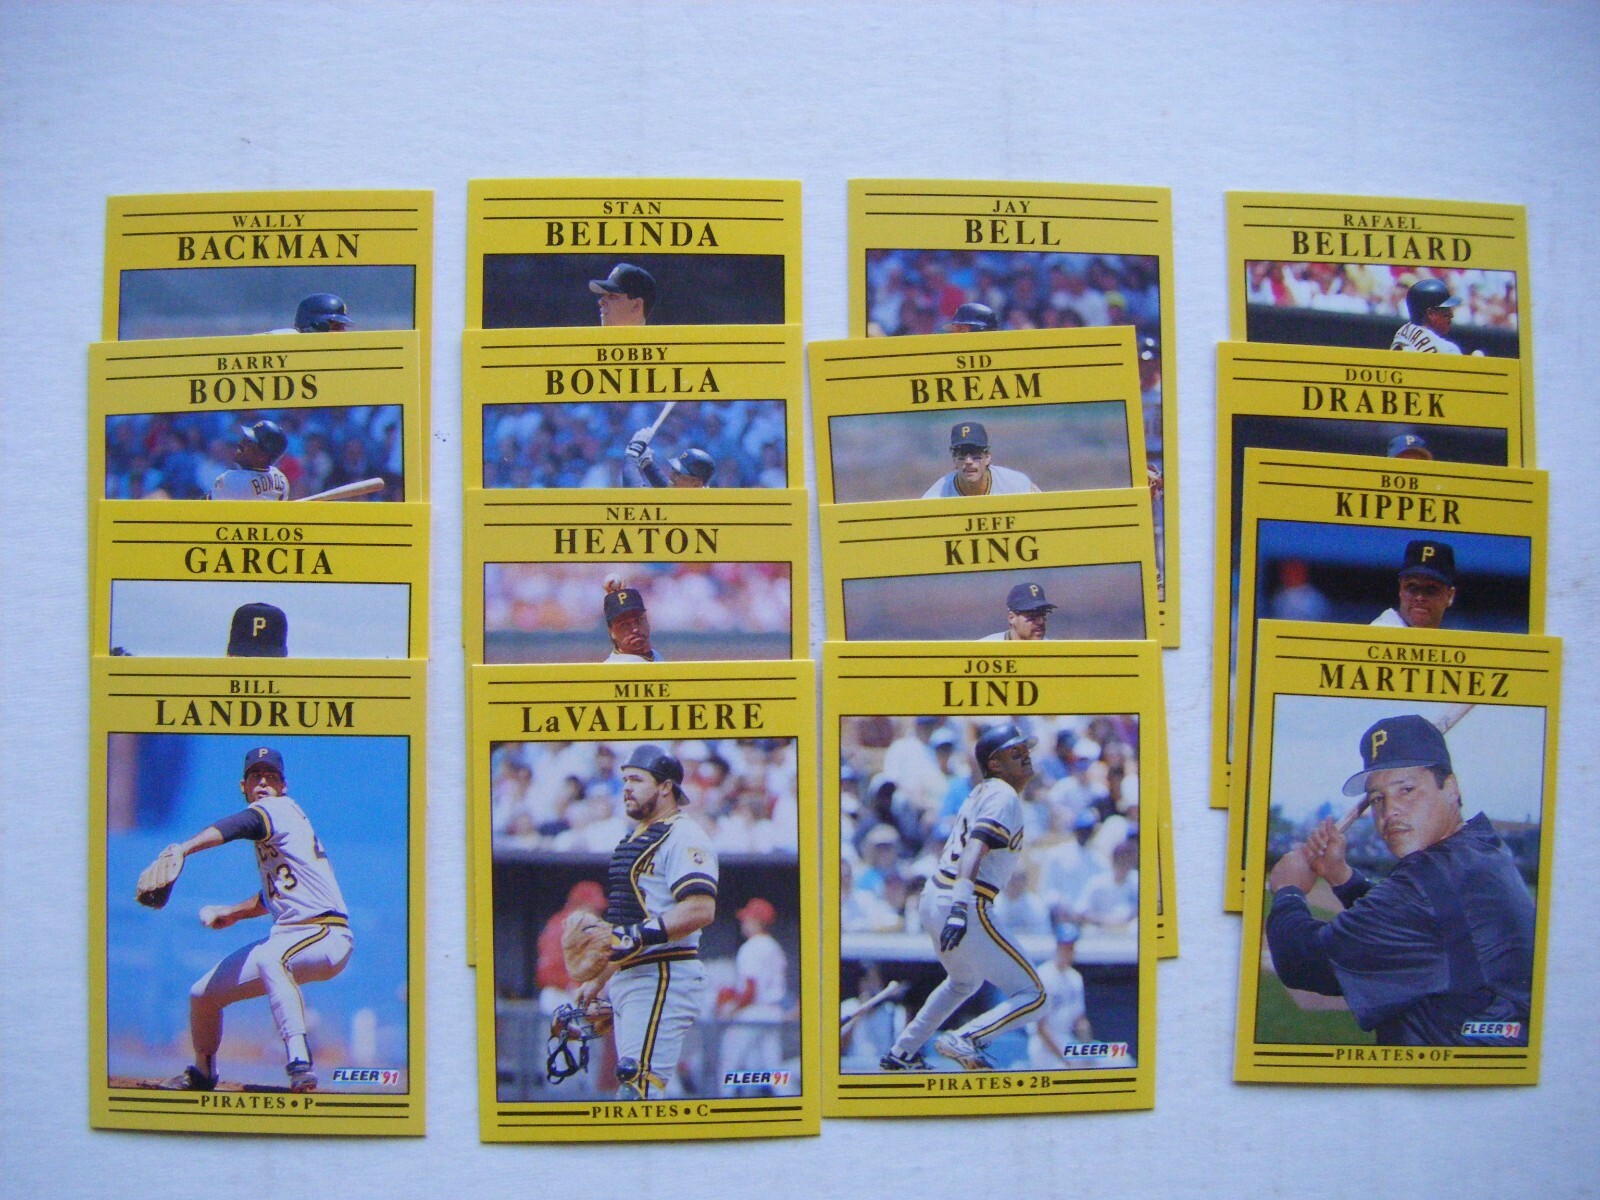 WALLY
BACKMAN
STAN
BELINDA
JAY
BELL
RAFAEL
BELLIARD
BARRY
BONDS
BONDS
BOBBY
BONILLA
SID
BREAM
P
DOUG
DRABEK
P
CARLOS
GARCIA
P
NEAL
HEATON
P
JEFF
KING
P
BOB
KIPPER
P
BILL
LANDRUM
P
43
FLEER '91
PIRATES • P
MIKE
LaVALLIERE
FLEER '91
PIRATES • C
JOSE
LIND
FLEER '91
PIRATES • 2B
CARMELO
MARTINEZ
P
FLEER '91
PIRATES • OF